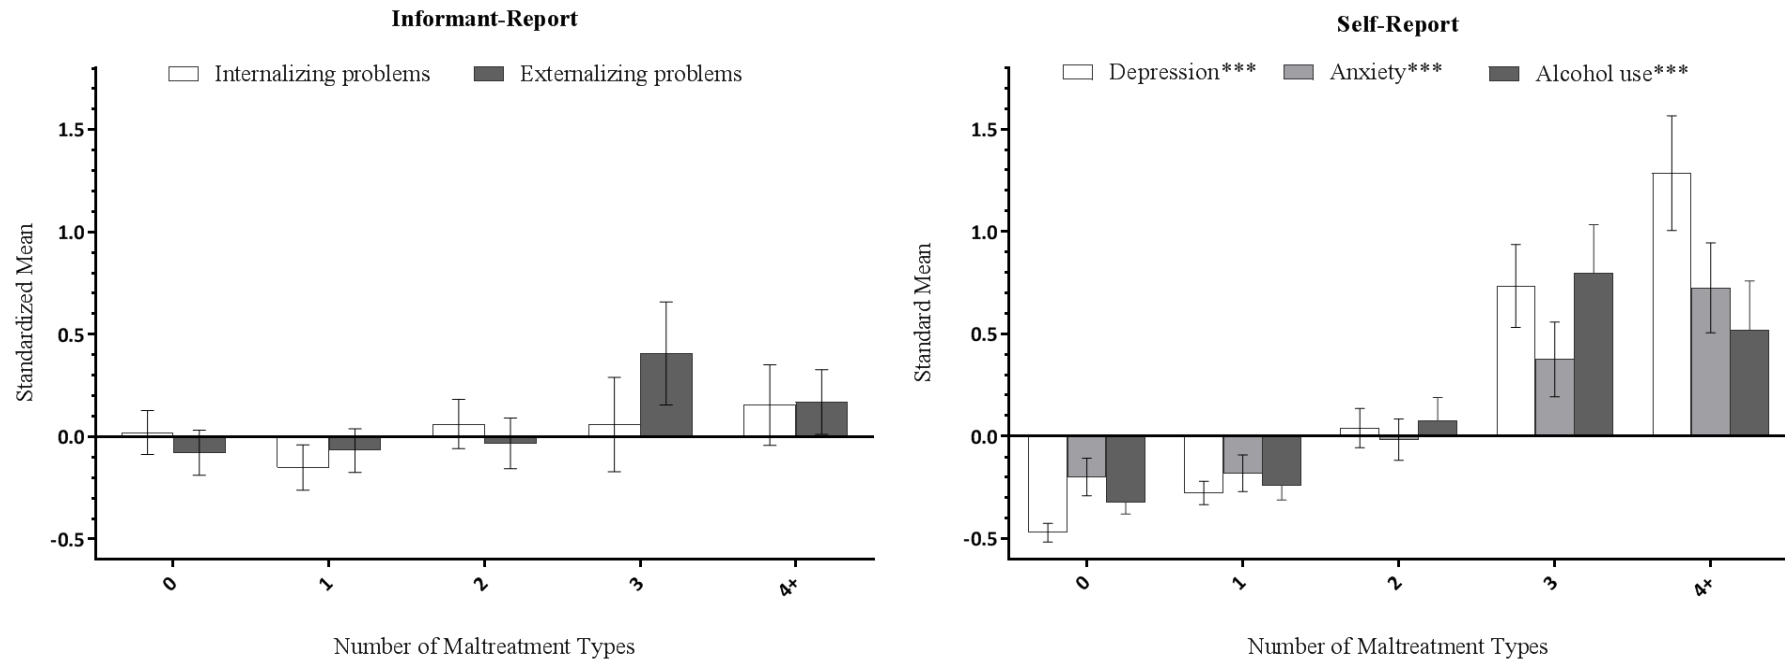 Informant-Report
Internalizing problems
Externalizing problems
1.5
1.0
0.5
0.0
-0.5
Standardized Mean
0
1
2
3
4+
Number of Maltreatment Types
Self-Report
Depression***
Anxiety***
Alcohol use***
1.5
1.0
0.5
0.0
-0.5
Standard Mean
0
1
2
3
4+
Number of Maltreatment Types